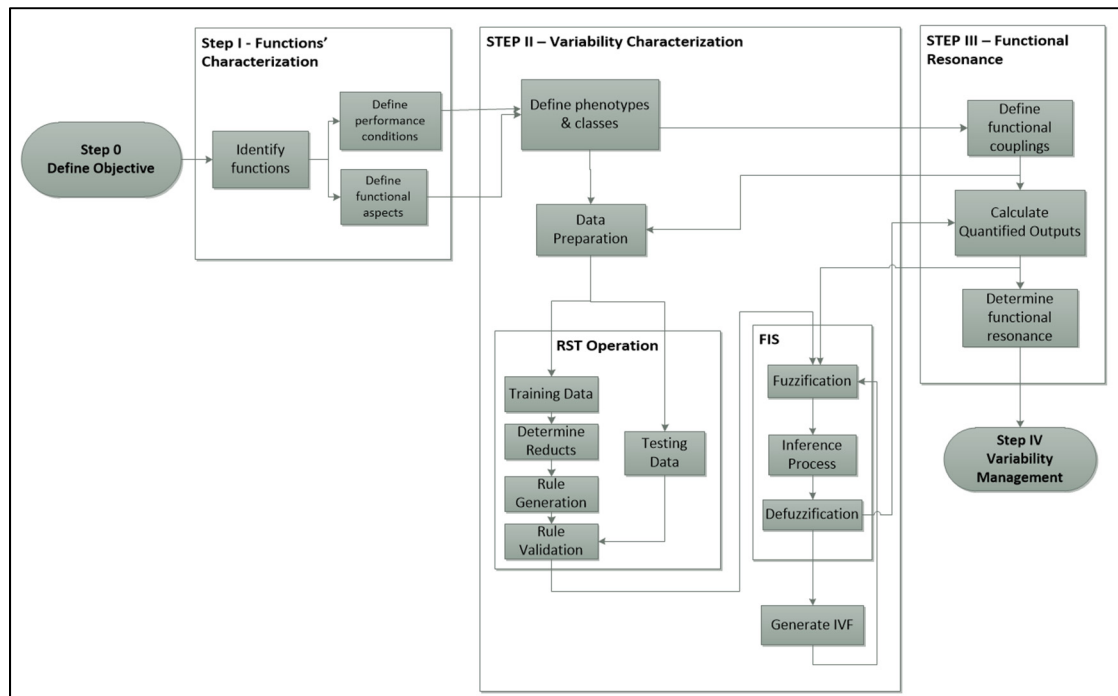 Step 0
Define Objective
Step I - Functions'
Characterization
Identify
functions
Define
performance
conditions
Define
functional
aspects
STEP II – Variability Characterization
Define phenotypes
& classes
Data
Preparation
RST Operation
Training Data
Determine
Reducts
Rule
Generation
Rule
Validation
Testing
Data
FIS
Fuzzification
Inference
Process
Defuzzification
Generate IVF
STEP III – Functional
Resonance
Define
functional
couplings
Calculate
Quantified Outputs
Determine
functional
resonance
Step IV
Variability
Management